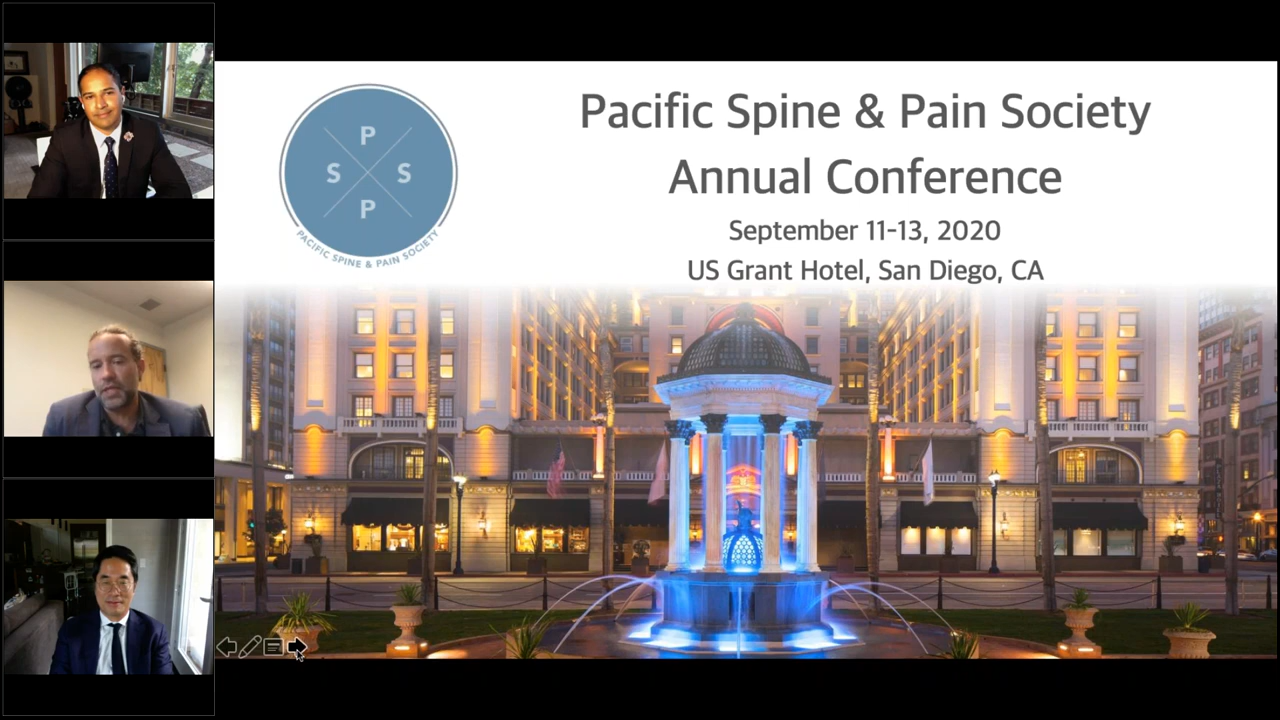 P
S S
P
PACIFIC SPINE & PAIN SOCIETY
Pacific Spine & Pain Society
Annual Conference
September 11-13, 2020
US Grant Hotel, San Diego, CA